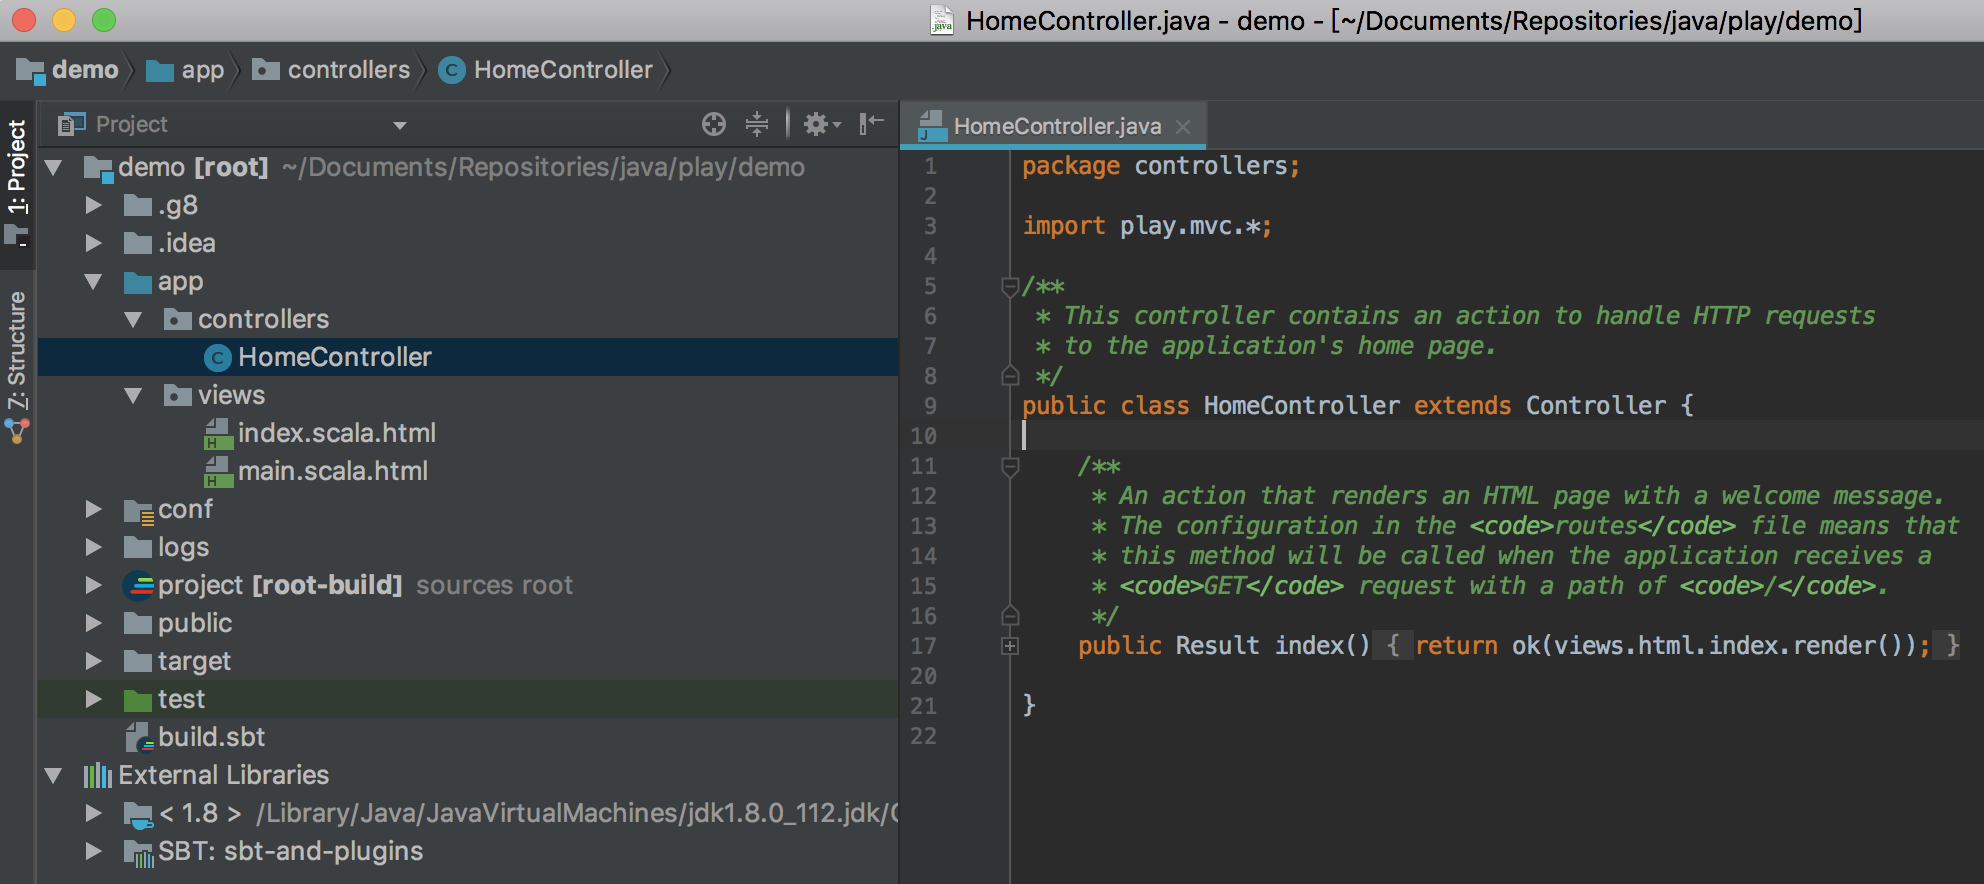 HomeController.java - demo - [~/Documents/Repositories/java/play/demo]
demo app controllers C HomeController
1: Project
Z: Structure
Project
demo [root] ~/Documents/Repositories/java/play/demo
.g8
.idea
app
controllers
C HomeController
views
H index.scala.html
H main.scala.html
conf
logs
project [root-build] sources root
public
target
test
build.sbt
External Libraries
< 1.8 > /Library/Java/JavaVirtualMachines/jdk1.8.0_112.jdk/C
SBT: sbt-and-plugins
J HomeController.java
1 package controllers;
2
3 import play.mvc.*;
4
5 /**
6 * This controller contains an action to handle HTTP requests
7 * to the application's home page.
8 */
9 public class HomeController extends Controller {
10
11 /**
12 * An action that renders an HTML page with a welcome message.
13 * The configuration in the <code>routes</code> file means that
14 * this method will be called when the application receives a
15 * <code>GET</code> request with a path of <code>/</code>.
16 */
17 public Result index() { return ok(views.html.index.render()); }
20
21 }
22